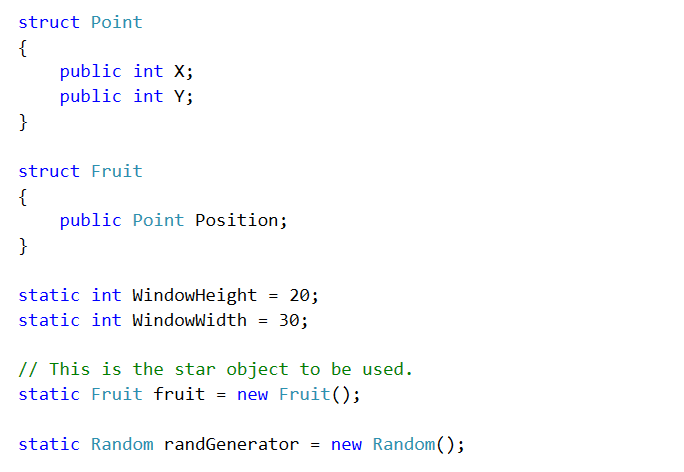 struct Point
{
    public int X;
    public int Y;
}

struct Fruit
{
    public Point Position;
}

static int WindowHeight = 20;
static int WindowWidth = 30;

// This is the star object to be used.
static Fruit fruit = new Fruit();

static Random randGenerator = new Random();